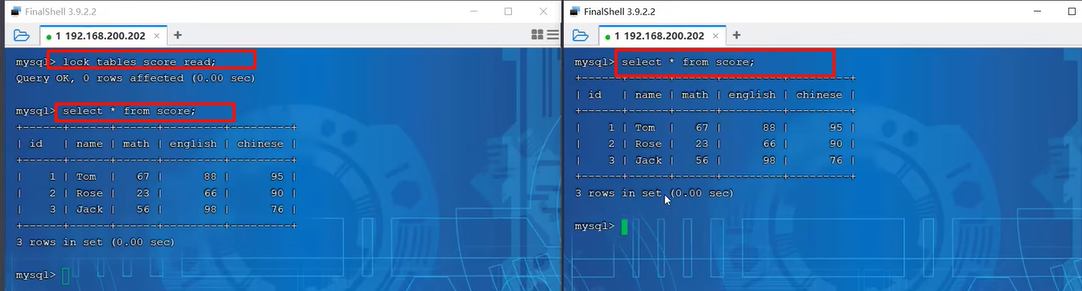 FinalShell 3.9.2.2
1 192.168.200.202 × +
mysql> lock tables score read;
Query OK, 0 rows affected (0.00 sec)
mysql> select * from score;
+------+------+------+---------+---------+
| id | name | math | english | chinese |
+------+------+------+---------+---------+
| 1 | Tom | 67 | 88 | 95 |
| 2 | Rose | 23 | 66 | 90 |
| 3 | Jack | 56 | 98 | 76 |
+------+------+------+---------+---------+
3 rows in set (0.00 sec)
mysql>
FinalShell 3.9.2.2
1 192.168.200.202 × +
mysql> select * from score;
+------+------+------+---------+---------+
| id | name | math | english | chinese |
+------+------+------+---------+---------+
| 1 | Tom | 67 | 88 | 95 |
| 2 | Rose | 23 | 66 | 90 |
| 3 | Jack | 56 | 98 | 76 |
+------+------+------+---------+---------+
3 rows in set (0.00 sec)
mysql>